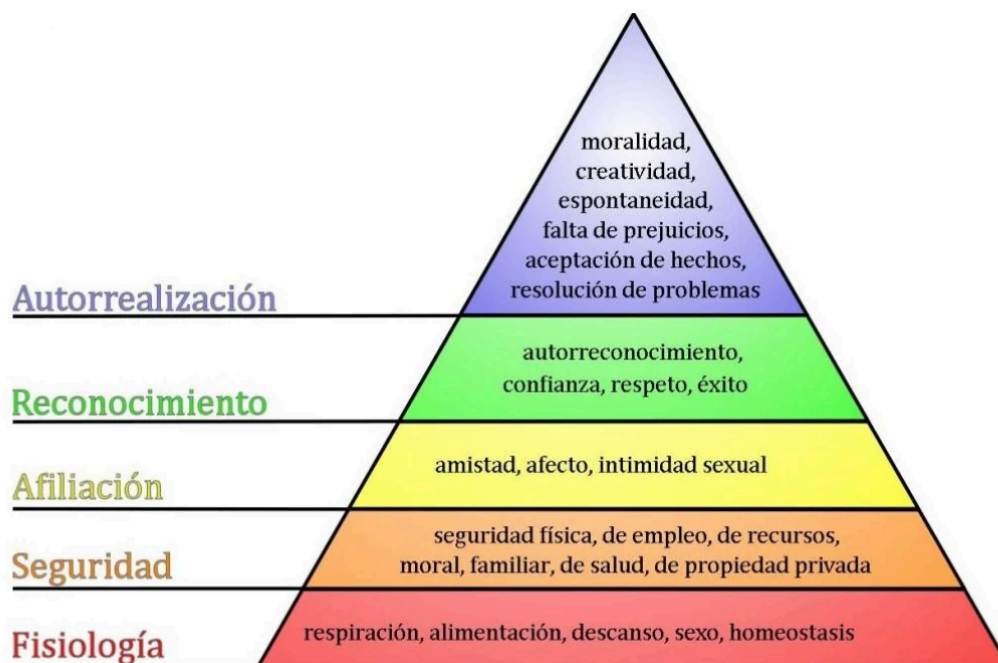 moralidad,
creatividad,
espontaneidad,
falta de prejuicios,
aceptación de hechos,
resolución de problemas
Autorrealización
autorreconocimiento,
confianza, respeto, éxito
Reconocimiento
amistad, afecto, intimidad sexual
Afiliación
seguridad física, de empleo, de recursos,
moral, familiar, de salud, de propiedad privada
Seguridad
respiración, alimentación, descanso, sexo, homeostasis
Fisiología